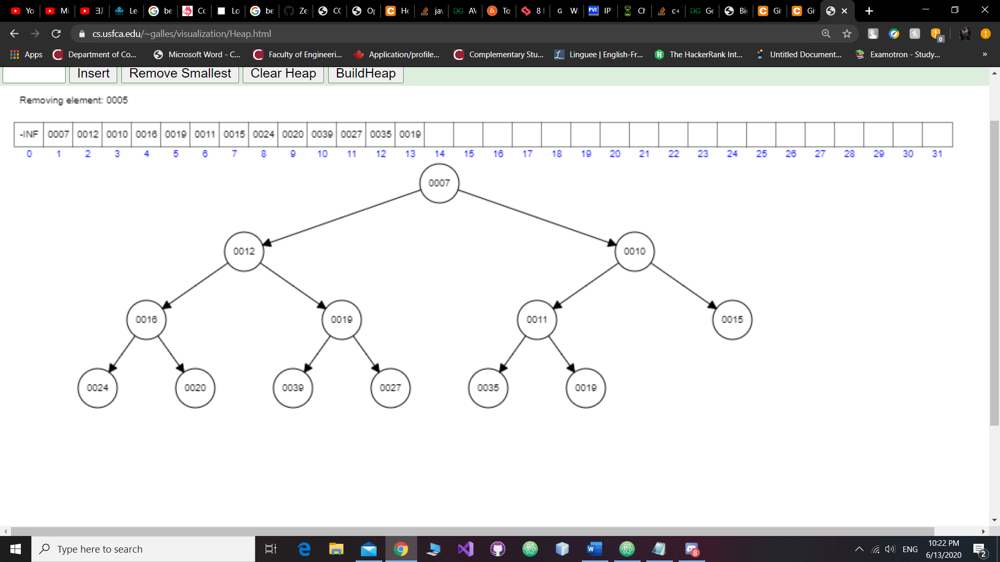 Yo Mi ∃J Le be Cc Lo be Ze CC Op He jav AV To 8 I G W IP Ch c+ Ge Big Gi Gi
cs.usfca.edu/~galles/visualization/Heap.html
0
Apps Department of Co... Microsoft Word - C... Faculty of Engineeri... Application/profile... Complementary Stu... Linguee | English-Fr... The HackerRank Int... Untitled Document... Examotron - Study... »
Insert Remove Smallest Clear Heap BuildHeap
Removing element: 0005
-INF 0007 0012 0010 0016 0019 0011 0015 0024 0020 0039 0027 0035 0019
0 1 2 3 4 5 6 7 8 9 10 11 12 13 14 15 16 17 18 19 20 21 22 23 24 25 26 27 28 29 30 31
0007
0012 0010
0016 0019 0011 0015
0024 0020 0039 0027 0035 0019
Type here to search
8
ENG
10:22 PM
6/13/2020
2